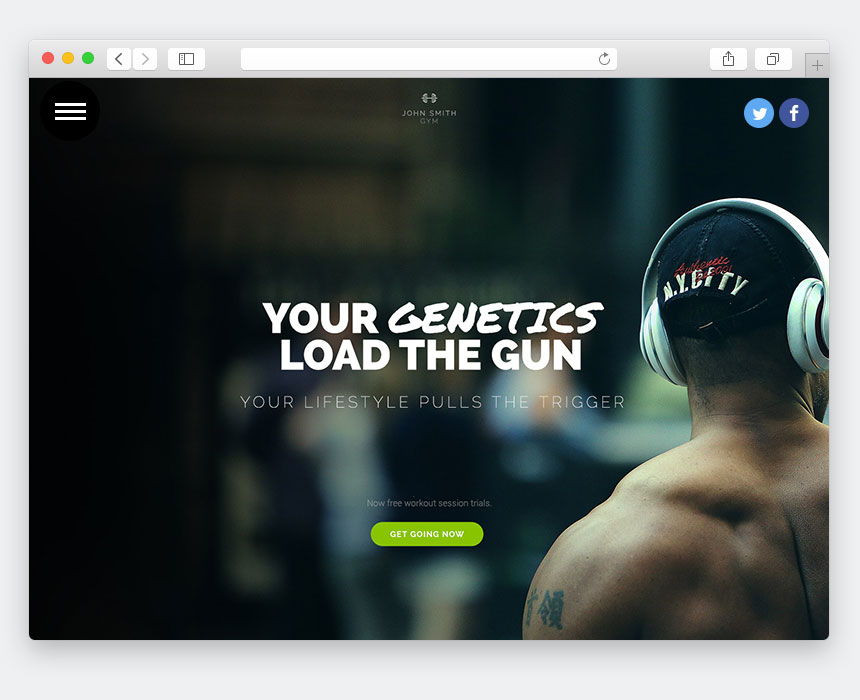 JOHN SMITH
GYM
Authentic
N.Y.CITY
YOUR GENETICS
LOAD THE GUN
YOUR LIFESTYLE PULLS THE TRIGGER
Now free workout session trials.
GET GOING NOW